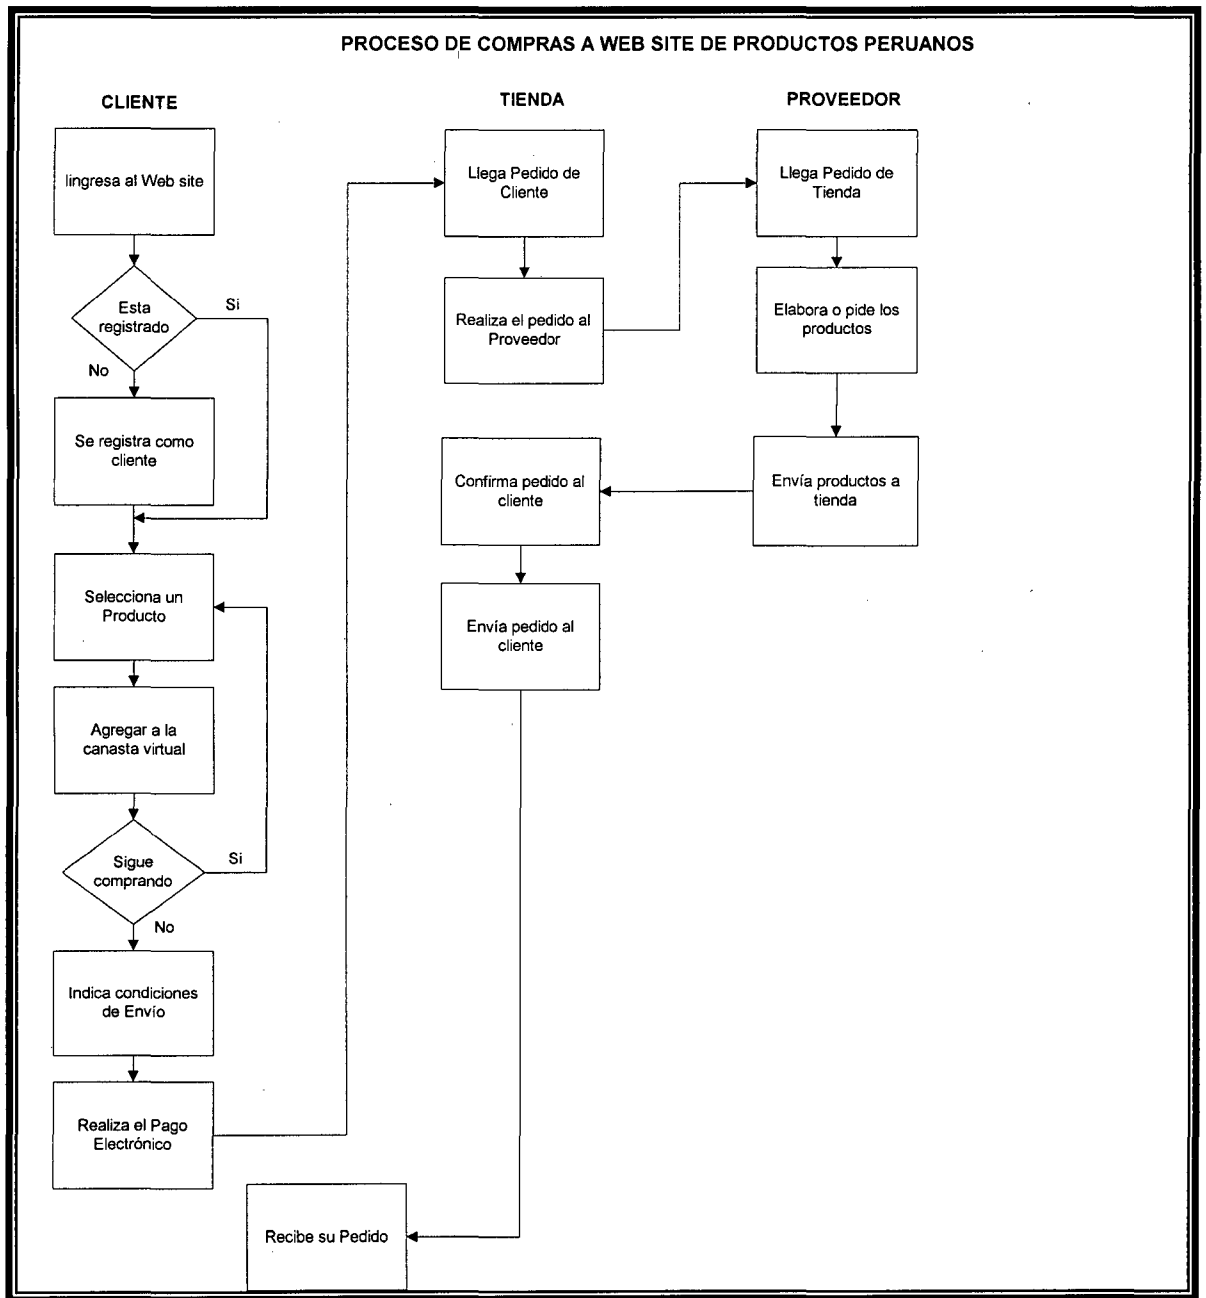 PROCESO DE COMPRAS A WEB SITE DE PRODUCTOS PERUANOS
CLIENTE
Iingresa al Web site
Esta
registrado
Si
No
Se registra como
cliente
Selecciona un
Producto
Agregar a la
canasta virtual
Sigue
comprando
Si
No
Indica condiciones
de Envío
Realiza el Pago
Electrónico
Recibe su Pedido
TIENDA
Llega Pedido de
Cliente
Realiza el pedido al
Proveedor
Confirma pedido al
cliente
Envía pedido al
cliente
PROVEEDOR
Llega Pedido de
Tienda
Elabora o pide los
productos
Envía productos a
tienda